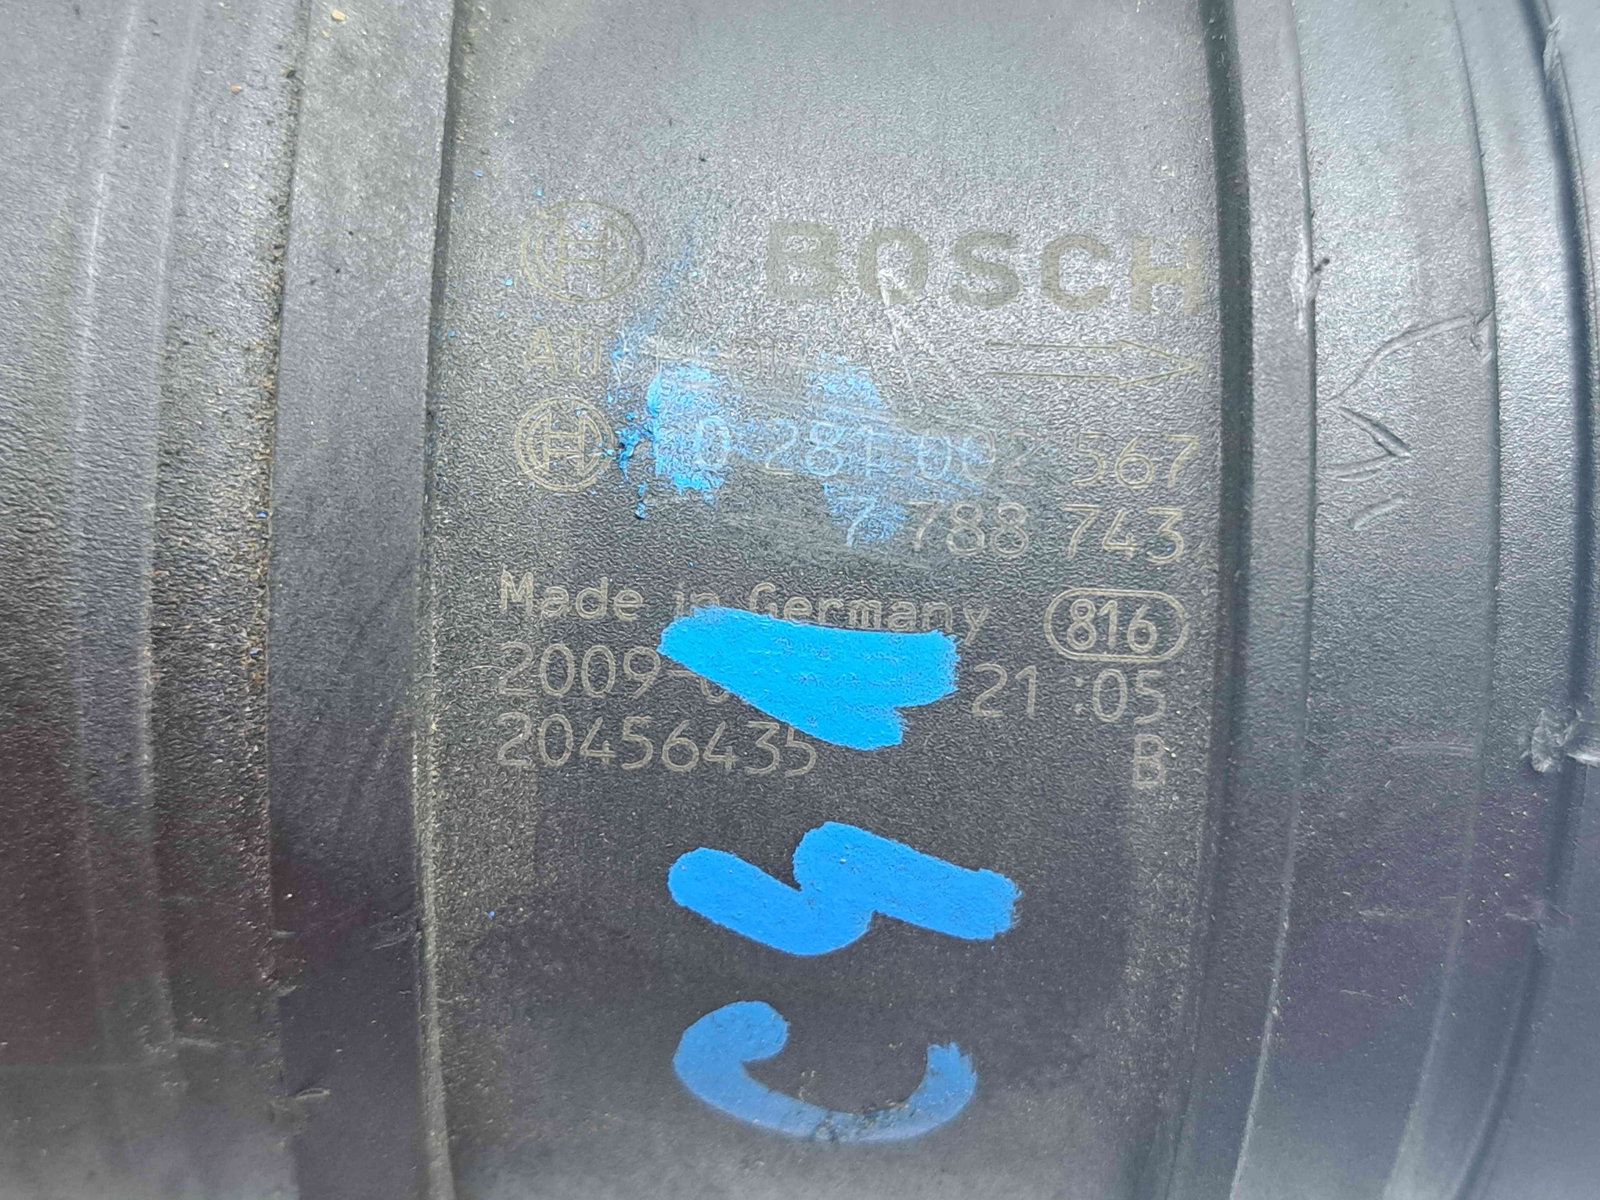 BOSCH
0 281 002 567
7 788 743
Made in Germany 816
2009- 21:05
20456435 B